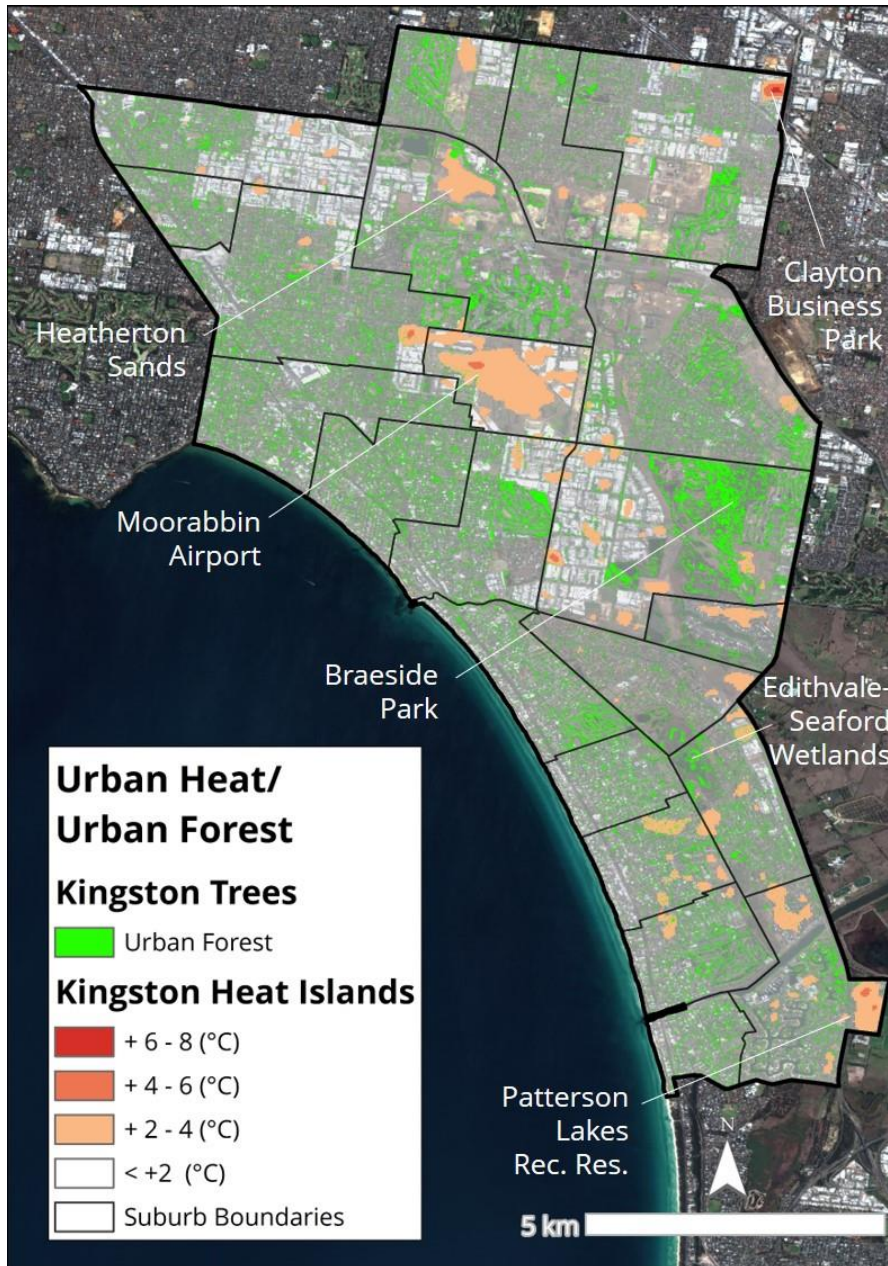 Clayton
Business
Park
Heatherton
Sands
Moorabbin
Airport
Braeside
Park
Edithvale-
Seaford
Wetlands
Urban Heat/
Urban Forest
Kingston Trees
Urban Forest
Kingston Heat Islands
+ 6 - 8 (°C)
+ 4 - 6 (°C)
+ 2 - 4 (°C)
< +2 (°C)
Suburb Boundaries
Patterson
Lakes
Rec. Res.
N
5 km